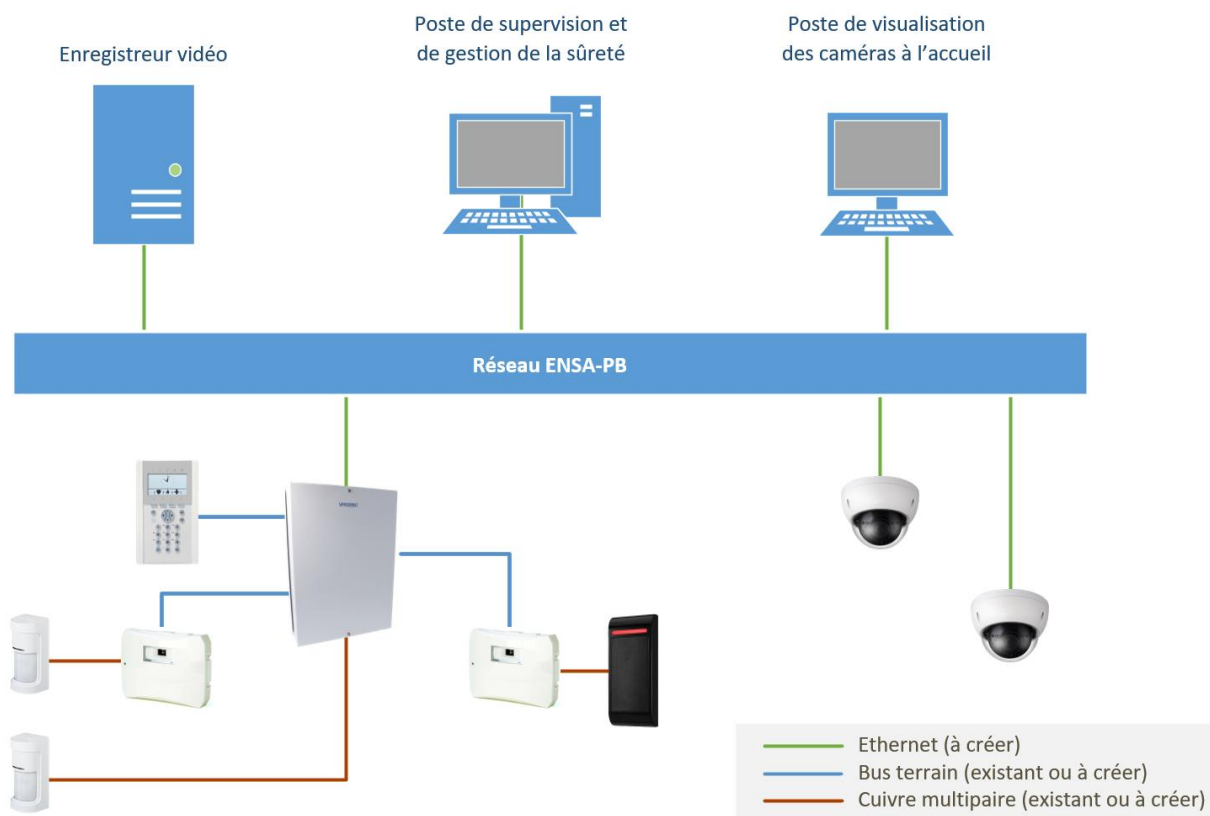 Enregistreur vidéo
Poste de supervision et
de gestion de la sûreté
Poste de visualisation
des caméras à l'accueil
Réseau ENSA-PB
Ethernet (à créer)
Bus terrain (existant ou à créer)
Cuivre multipaire (existant ou à créer)